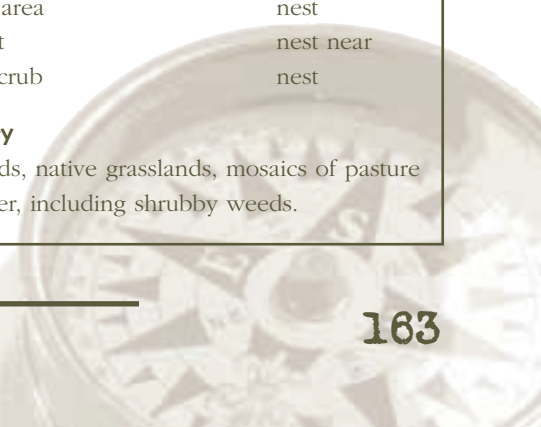 area nest
t nest near
crub nest
y
ds, native grasslands, mosaics of pasture
er, including shrubby weeds.
E S
163